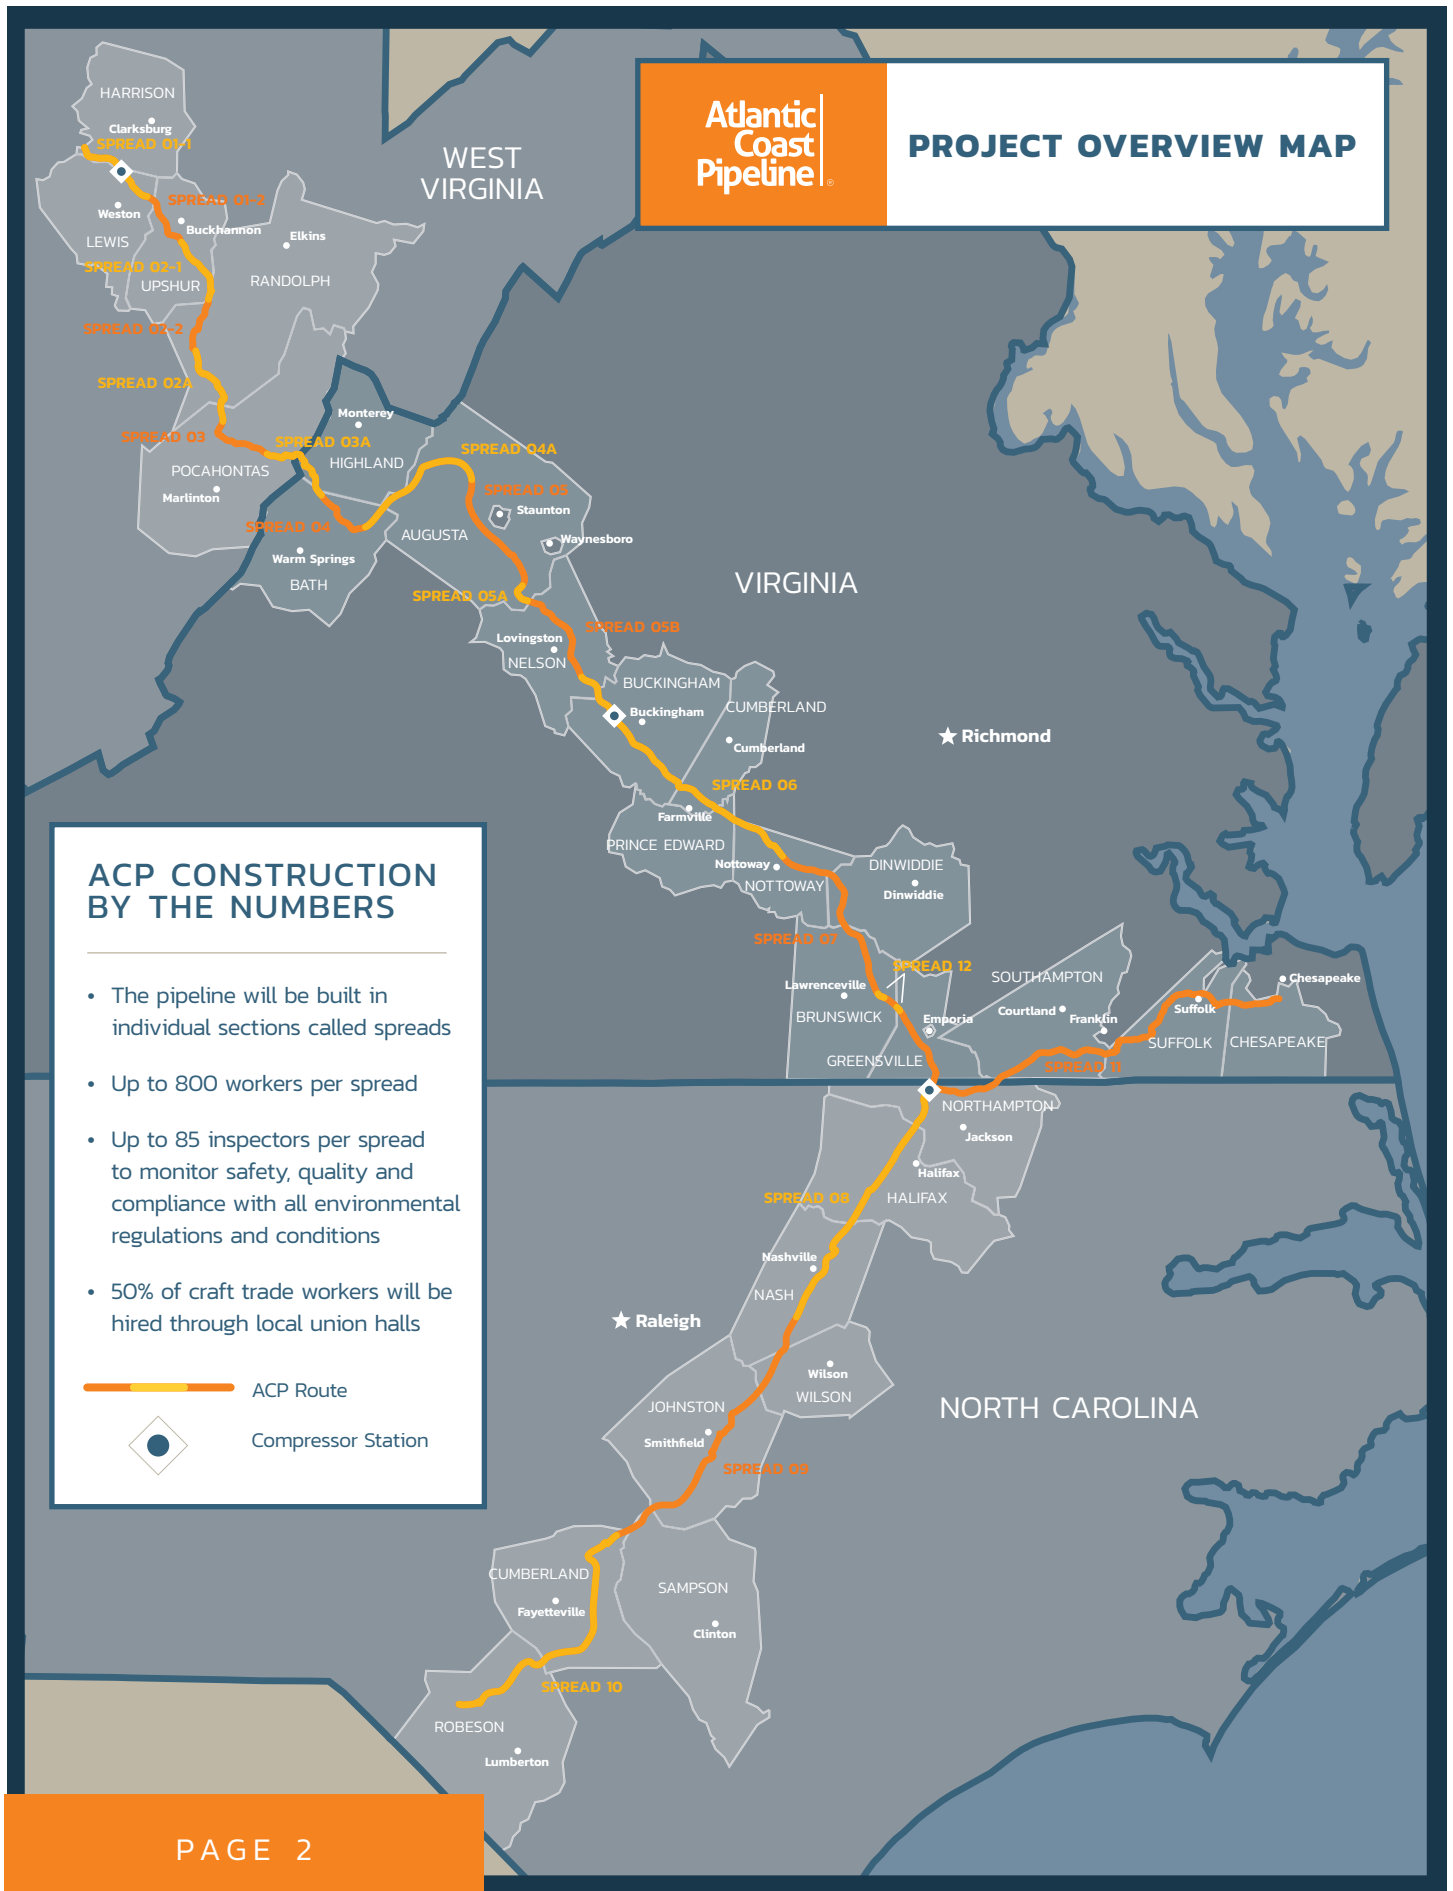 Atlantic
Coast
Pipeline
®
PROJECT OVERVIEW MAP
HARRISON
Clarksburg
SPREAD 01-1
WEST
VIRGINIA
SPREAD 01-2
Weston
Buckhannon
Elkins
LEWIS
SPREAD 02-1
UPSHUR
RANDOLPH
SPREAD 02-2
SPREAD 02A
Monterey
SPREAD 03
SPREAD 03A
SPREAD 04A
HIGHLAND
POCAHONTAS
Marlinton
SPREAD 05
Staunton
SPREAD 04
AUGUSTA
Waynesboro
Warm Springs
BATH
VIRGINIA
SPREAD 05A
SPREAD 05B
Lovingston
NELSON
BUCKINGHAM
Buckingham
CUMBERLAND
Cumberland
Richmond
SPREAD 06
Farmville
PRINCE EDWARD
Nottoway
NOTTOWAY
DINWIDDIE
Dinwiddie
SPREAD 07
SPREAD 12
SOUTHAMPTON
Chesapeake
Lawrenceville
Courtland
Franklin
Suffolk
BRUNSWICK
Emporia
SUFFOLK
CHESAPEAKE
GREENSVILLE
SPREAD 11
NORTHAMPTON
Jackson
Halifax
SPREAD 08
HALIFAX
Nashville
NASH
Raleigh
Wilson
WILSON
JOHNSTON
NORTH CAROLINA
Smithfield
SPREAD 09
CUMBERLAND
SAMPSON
Fayetteville
Clinton
SPREAD 10
ROBESON
Lumberton
ACP CONSTRUCTION
BY THE NUMBERS
• The pipeline will be built in
individual sections called spreads
• Up to 800 workers per spread
• Up to 85 inspectors per spread
to monitor safety, quality and
compliance with all environmental
regulations and conditions
• 50% of craft trade workers will be
hired through local union halls
ACP Route
Compressor Station
PAGE 2